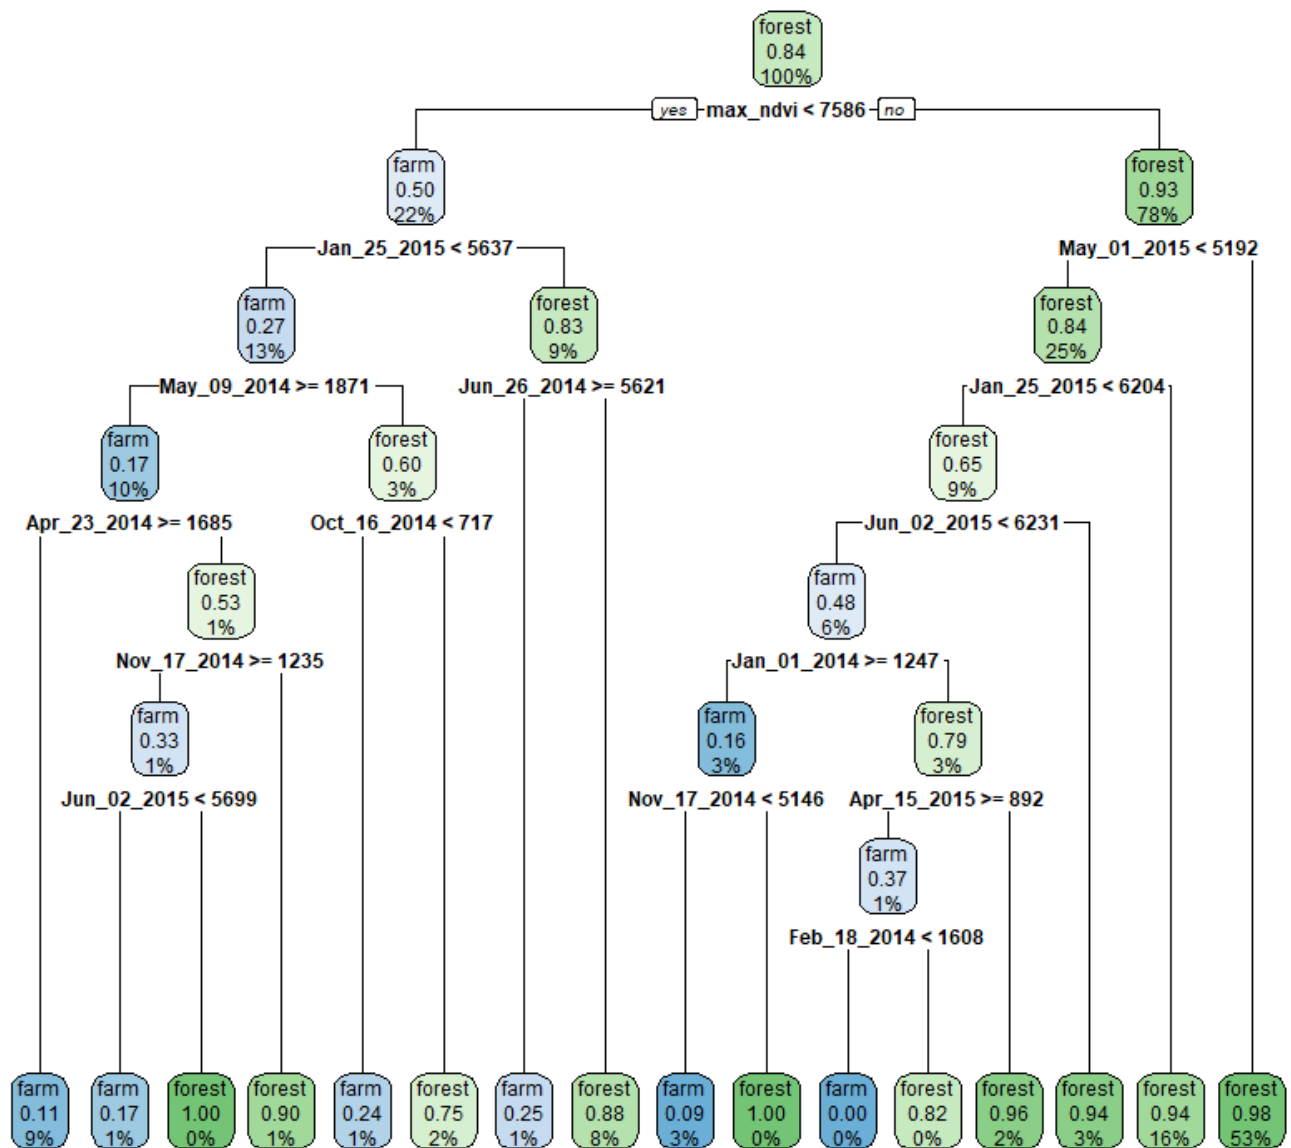 forest
0.84
100%
yes max_ndvi < 7586 no
farm
0.50
22%
forest
0.93
78%
Jan_25_2015 < 5637
May_01_2015 < 5192
farm
0.27
13%
forest
0.83
9%
forest
0.84
25%
May_09_2014 >= 1871
Jun_26_2014 >= 5621
Jan_25_2015 < 6204
farm
0.17
10%
forest
0.60
3%
forest
0.65
9%
Apr_23_2014 >= 1685
Oct_16_2014 < 717
Jun_02_2015 < 6231
forest
0.53
1%
farm
0.48
6%
Nov_17_2014 >= 1235
Jan_01_2014 >= 1247
farm
0.33
1%
farm
0.16
3%
forest
0.79
3%
Jun_02_2015 < 5699
Nov_17_2014 < 5146
Apr_15_2015 >= 892
farm
0.37
1%
Feb_18_2014 < 1608
farm
0.11
9%
farm
0.17
1%
forest
1.00
0%
forest
0.90
1%
farm
0.24
1%
forest
0.75
2%
farm
0.25
1%
forest
0.88
8%
farm
0.09
3%
forest
1.00
0%
farm
0.00
0%
forest
0.82
0%
forest
0.96
2%
forest
0.94
3%
forest
0.94
16%
forest
0.98
53%